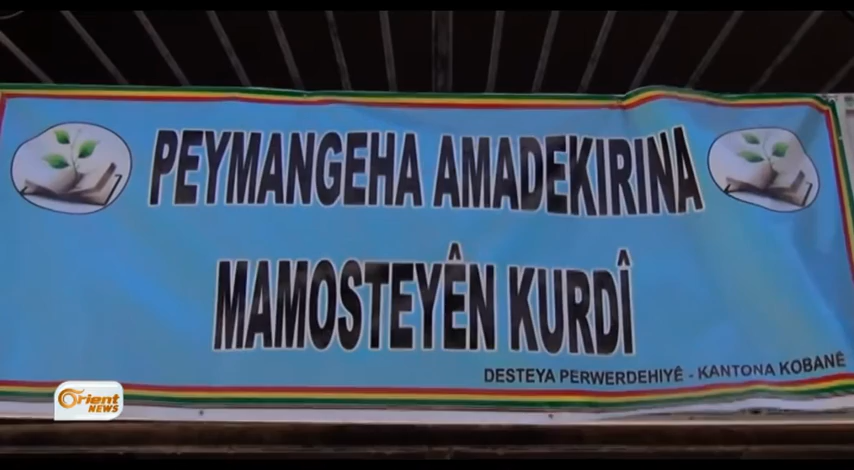 PEYMANGEHA AMADEKIRINA
MAMOSTEYÊN KURDÎ
DESTEYA PERWERDEHIYÊ - KANTONA KOBANÊ
Orient
NEWS